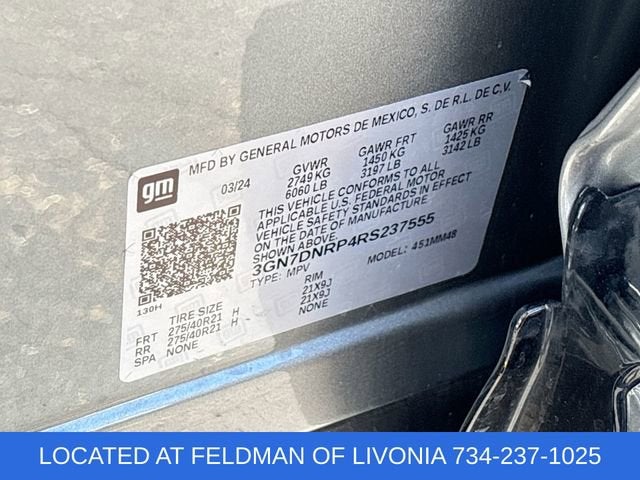 MFD BY GENERAL MOTORS DE MEXICO, S. DE R.L. DE C.V.
gm
03/24 GVWR GAWR FRT GAWR RR
2749 KG 1450 KG 1425 KG
6060 LB 3197 LB 3142 LB
THIS VEHICLE CONFORMS TO ALL
APPLICABLE U.S. FEDERAL MOTOR
VEHICLE SAFETY STANDARDS IN EFFECT
ON THE DATE OF MANUFACTURE
SHOWN ABOVE.
3GN7DNRP4RS237555
TYPE: MPV MODEL: 451MM48
130H
TIRE SIZE RIM
FRT 275/40R21 H 21X9J
RR 275/40R21 H 21X9J
SPA NONE NONE
LOCATED AT FELDMAN OF LIVONIA 734-237-1025